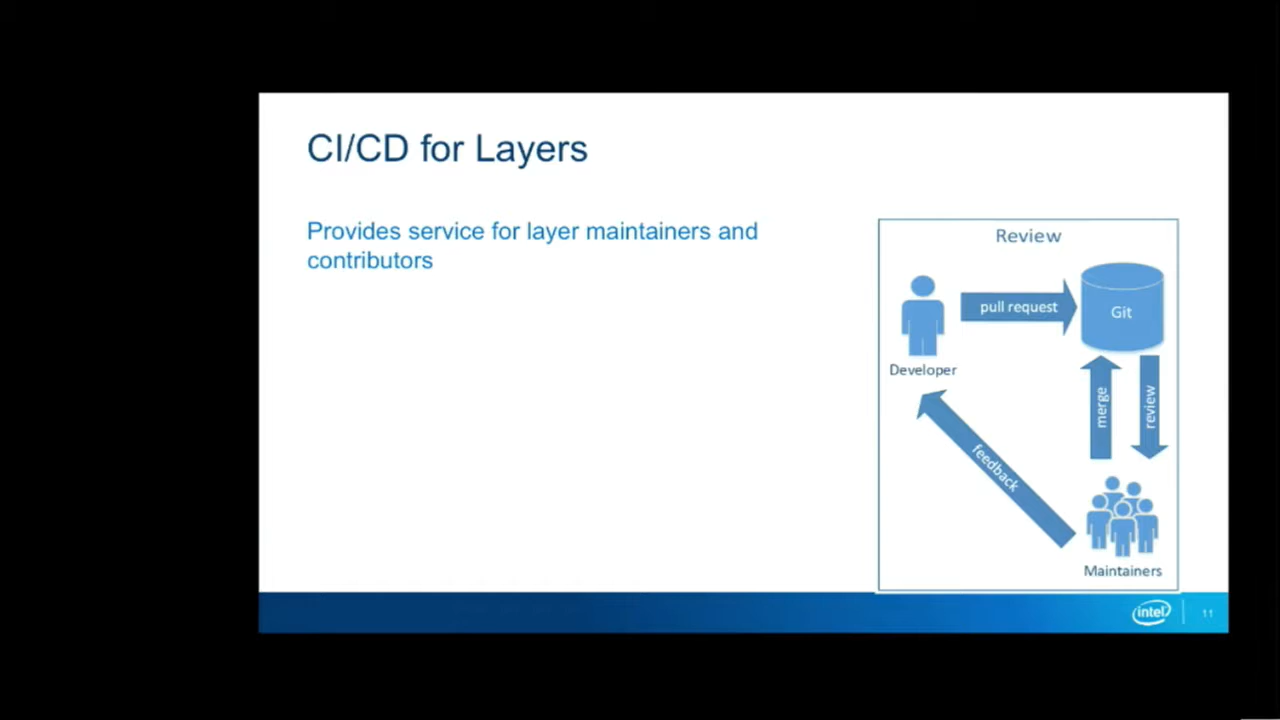 CI/CD for Layers
Provides service for layer maintainers and
contributors
Review
pull request
Git
Developer
merge
review
feedback
Maintainers
intel
11